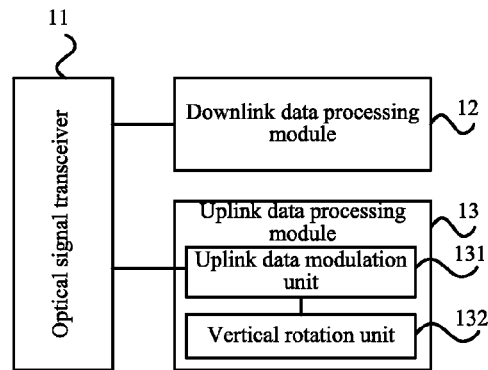 11
Optical signal transceiver
Downlink data processing
module
12
Uplink data processing
module
13
Uplink data modulation
unit
131
Vertical rotation unit
132